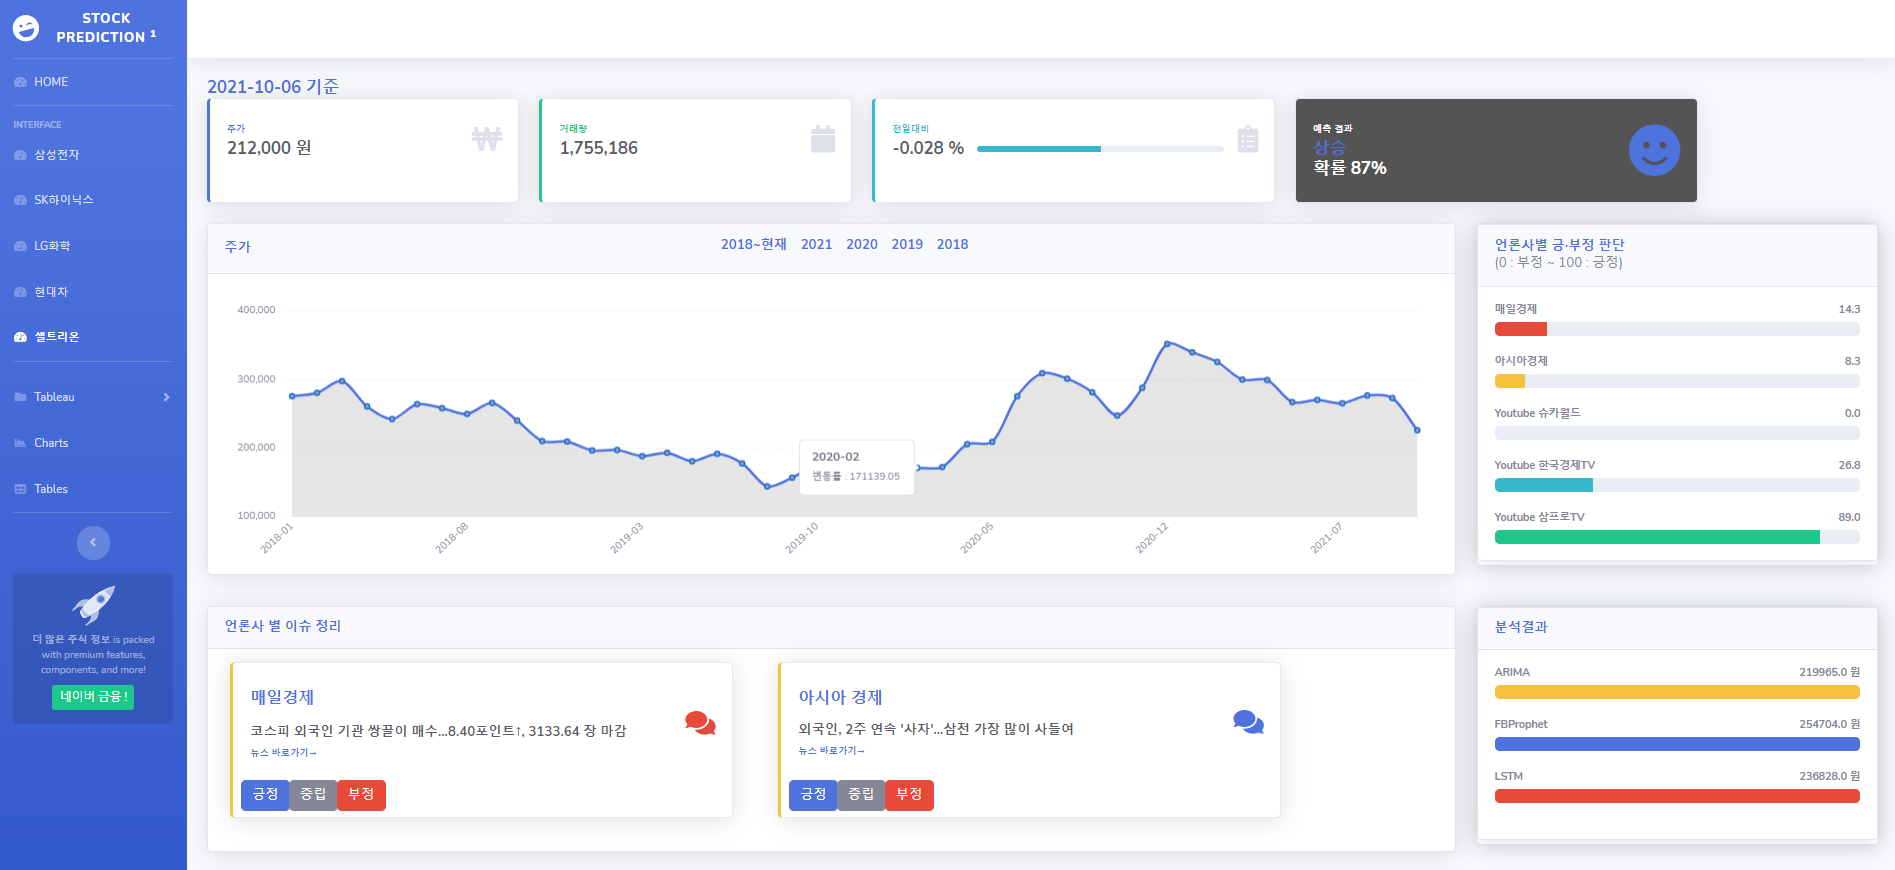 STOCK
PREDICTION 1
HOME
INTERFACE
삼성전자
SK하이닉스
LG화학
현대차
셀트리온
Tableau
Charts
Tables
더 많은 주식 정보 is packed
with premium features,
components, and more!
네이버 금융!
2021-10-06 기준
주가
212,000 원
거래량
1,755,186
전일대비
-0.028 %
예측 결과
상승
확률 87%
주가
2018~현재 2021 2020 2019 2018
400,000
300,000
200,000
100,000
2020-02
변동률 : 171139.05
2018-01 2018-08 2019-03 2019-10 2020-05 2020-12 2021-07
언론사별 긍·부정 판단
(0 : 부정 ~ 100 : 긍정)
매일경제 14.3
아시아경제 8.3
Youtube 슈카월드 0.0
Youtube 한국경제TV 26.8
Youtube 삼프로TV 89.0
언론사 별 이슈 정리
매일경제
코스피 외국인 기관 쌍끌이 매수...8.40포인트↑, 3133.64 장 마감
뉴스 바로가기→
긍정 중립 부정
아시아 경제
외국인, 2주 연속 '사자'...삼전 가장 많이 사들여
뉴스 바로가기→
긍정 중립 부정
분석결과
ARIMA 219965.0 원
FBProphet 254704.0 원
LSTM 236828.0 원